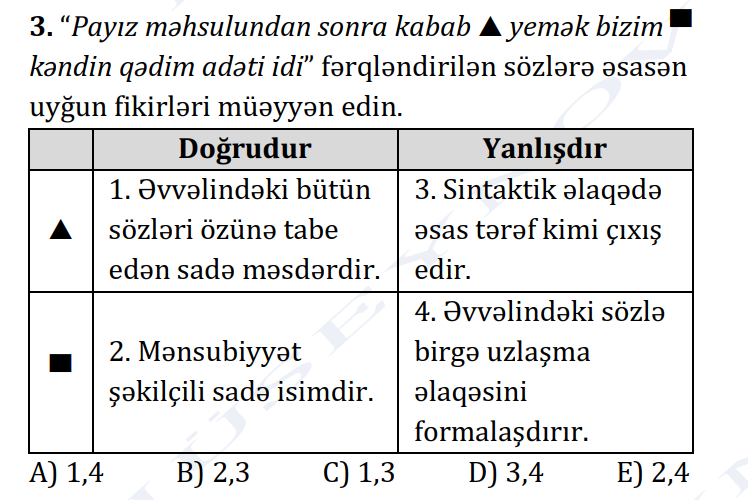 3. “Payız məhsulundan sonra kabab ▲ yemək bizim ■
kəndin qədim adəti idi” fərqləndirilən sözlərə əsasən
uyğun fikirləri müəyyən edin.
Doğrudur Yanlışdır
▲ 1. Əvvəlindəki bütün
sözləri özünə tabe
edən sadə məsdərdir.
3. Sintaktik əlaqədə
əsas tərəf kimi çıxış
edir.
■ 2. Mənsubiyyət
şəkilçili sadə isimdir.
4. Əvvəlindəki sözlə
birgə uzlaşma
əlaqəsini
formalaşdırır.
A) 1,4 B) 2,3 C) 1,3 D) 3,4 E) 2,4